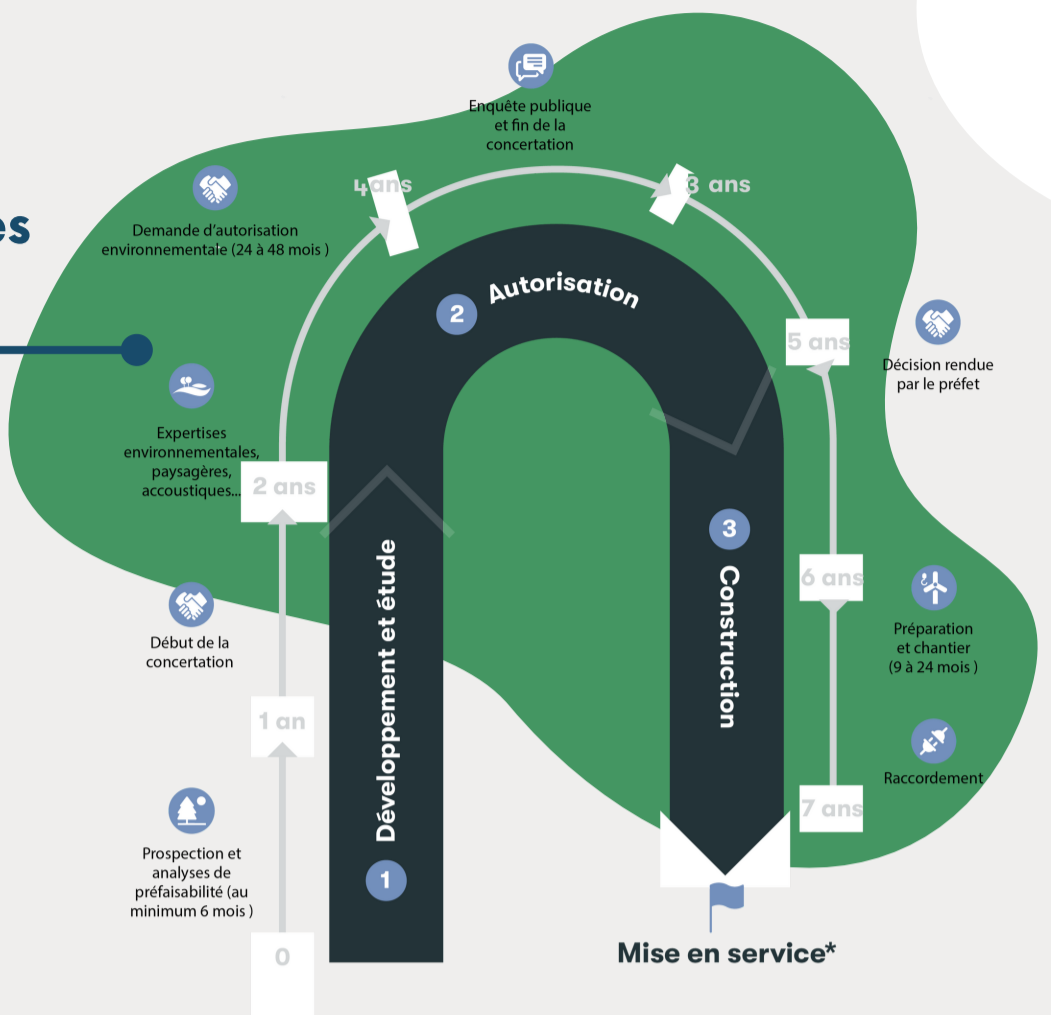 es
Enquête publique
et fin de la
concertation
4 ans
3 ans
Demande d'autorisation
environnementale (24 à 48 mois )
2
Autorisation
5 ans
Décision rendue
par le préfet
Expertises
environnementales,
paysagères,
accoustiques...
2 ans
Début de la
concertation
1 an
Prospection et
analyses de
préfaisabilité (au
minimum 6 mois )
0
1
Développement et étude
3
Construction
6 ans
Préparation
et chantier
(9 à 24 mois )
Raccordement
7 ans
Mise en service*